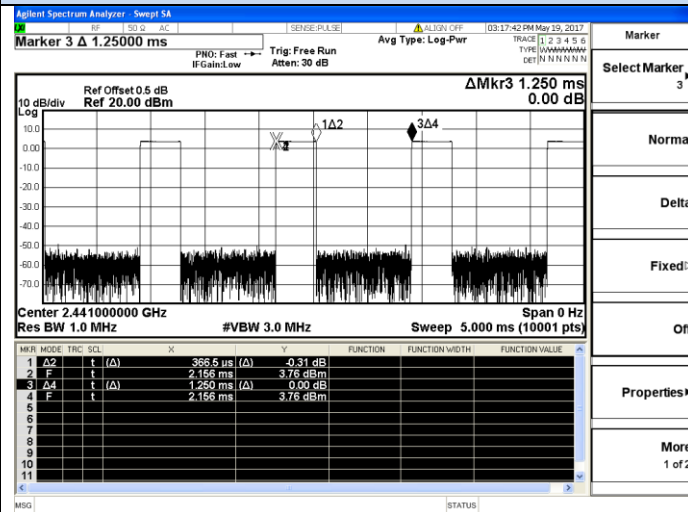 Agilent Spectrum Analyzer - Swept SA
RF 50 Ω AC SENSE:PULSE ALIGN OFF 03:17:42 PM May 19, 2017
Marker 3 Δ 1.25000 ms
PNO: Fast
IFGain:Low
Trig: Free Run
Atten: 30 dB
Avg Type: Log-Pwr
TRACE 1 2 3 4 5 6
TYPE WWWWWW
DET N N N N N N
Ref Offset 0.5 dB
10 dB/div Ref 20.00 dBm
Log
ΔMkr3 1.250 ms
0.00 dB
10.0
0.00
-10.0
-20.0
-30.0
-40.0
-50.0
-60.0
-70.0
1Δ2
3Δ4
Center 2.441000000 GHz Span 0 Hz
Res BW 1.0 MHz #VBW 3.0 MHz Sweep 5.000 ms (10001 pts)
MKR MODE TRC SCL X Y FUNCTION FUNCTION WIDTH FUNCTION VALUE
1 Δ2 t (Δ) 366.5 µs (Δ) -0.31 dB
2 F t 2.156 ms 3.76 dBm
3 Δ4 t (Δ) 1.250 ms (Δ) 0.00 dB
4 F t 2.156 ms 3.76 dBm
5
6
7
8
9
10
11
MSG STATUS
Marker
Select Marker
3
Norma
Delta
Fixed
Of
Properties
More
1 of 2